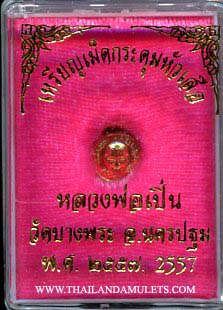 เหรียญเม็ดกระดุมหัวเสือ
หลวงพ่อเปิ่น
วัดบางพระ จ.นครปฐม
พ.ศ. ๒๕๕๗. 2557
WWW.THAILANDAMULETS.COM